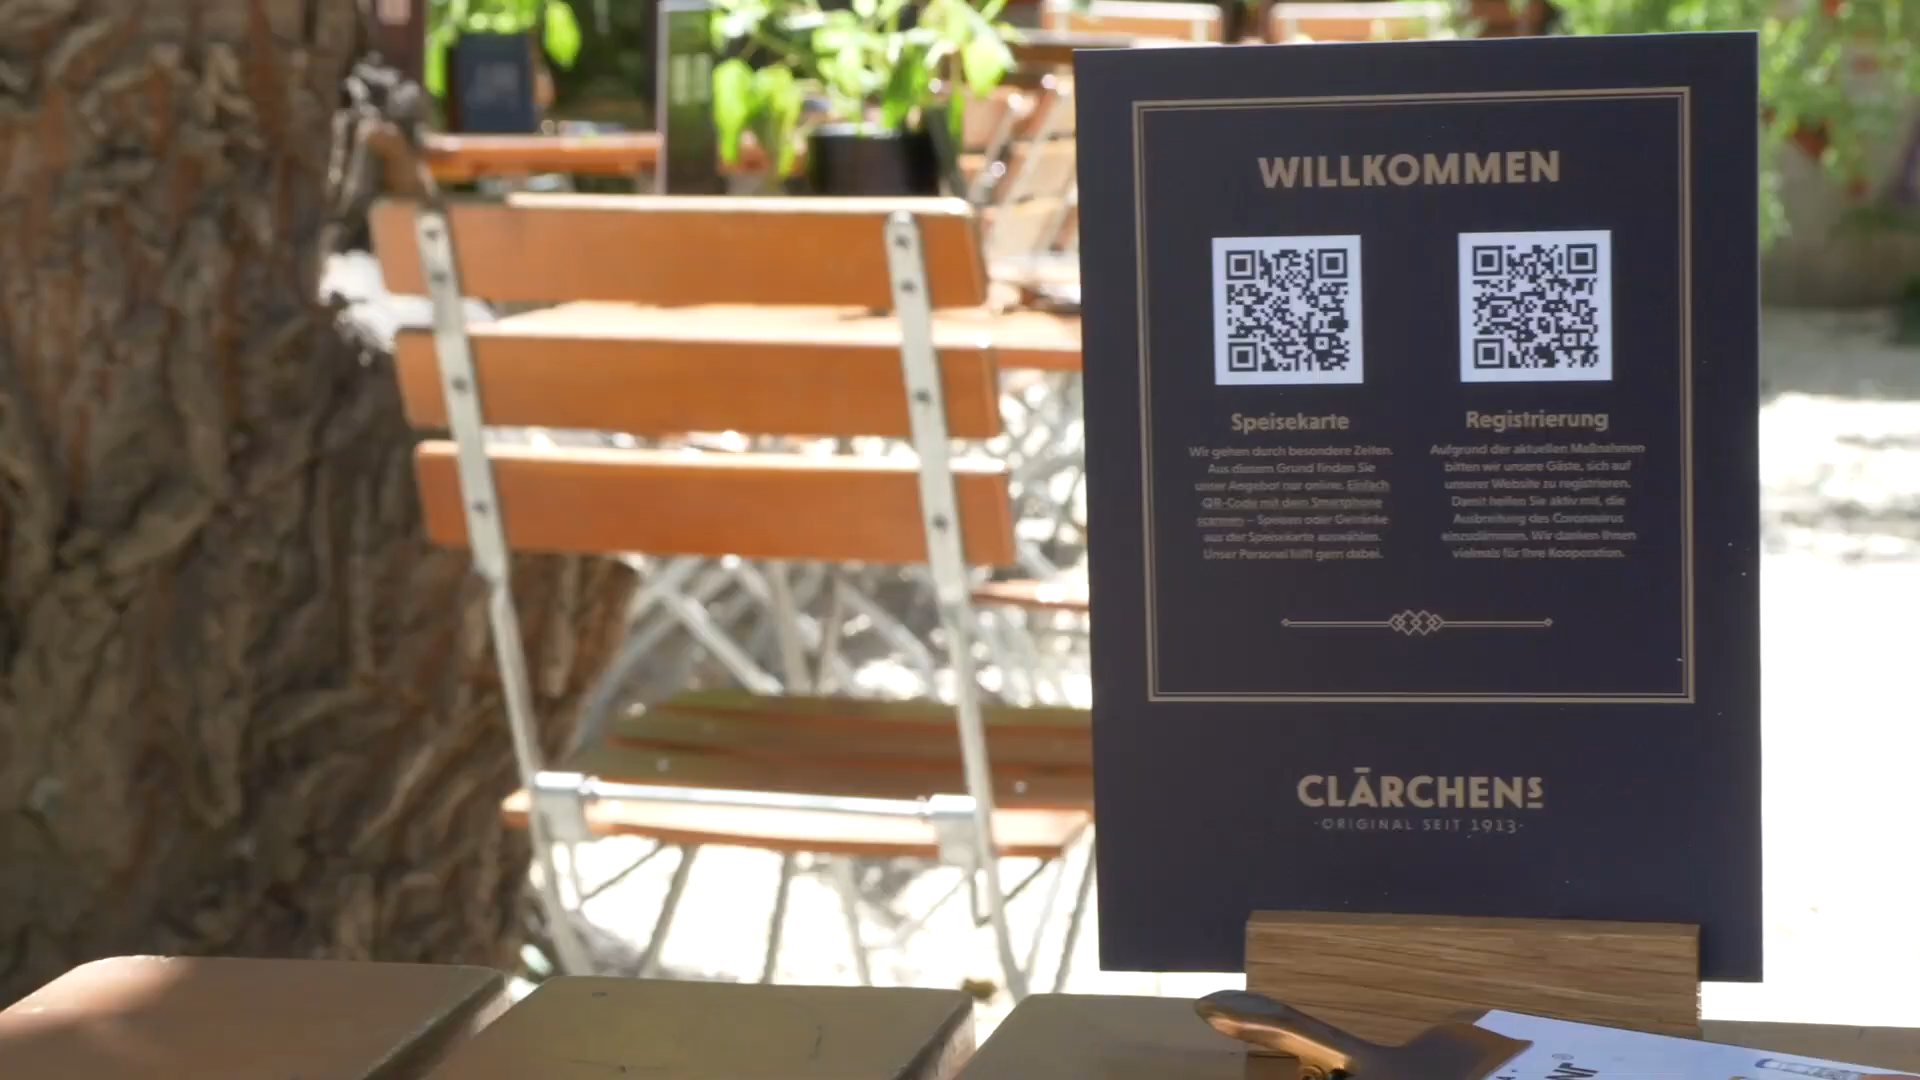 WILLKOMMEN
Speisekarte
Wir gehen durch besondere Zeiten.
Aus diesem Grund finden Sie
unser Angebot nur online. Einfach
QR-Code mit dem Smartphone
scannen – Speisen oder Getränke
aus der Speisekarte auswählen.
Unser Personal hilft gern dabei.
Registrierung
Aufgrund der aktuellen Maßnahmen
bitten wir unsere Gäste, sich auf
unserer Website zu registrieren.
Damit helfen Sie aktiv mit, die
Ausbreitung des Coronavirus
einzudämmen. Wir danken Ihnen
vielmals für Ihre Kooperation.
CLĀRCHENS
·ORIGINAL SEIT 1913·